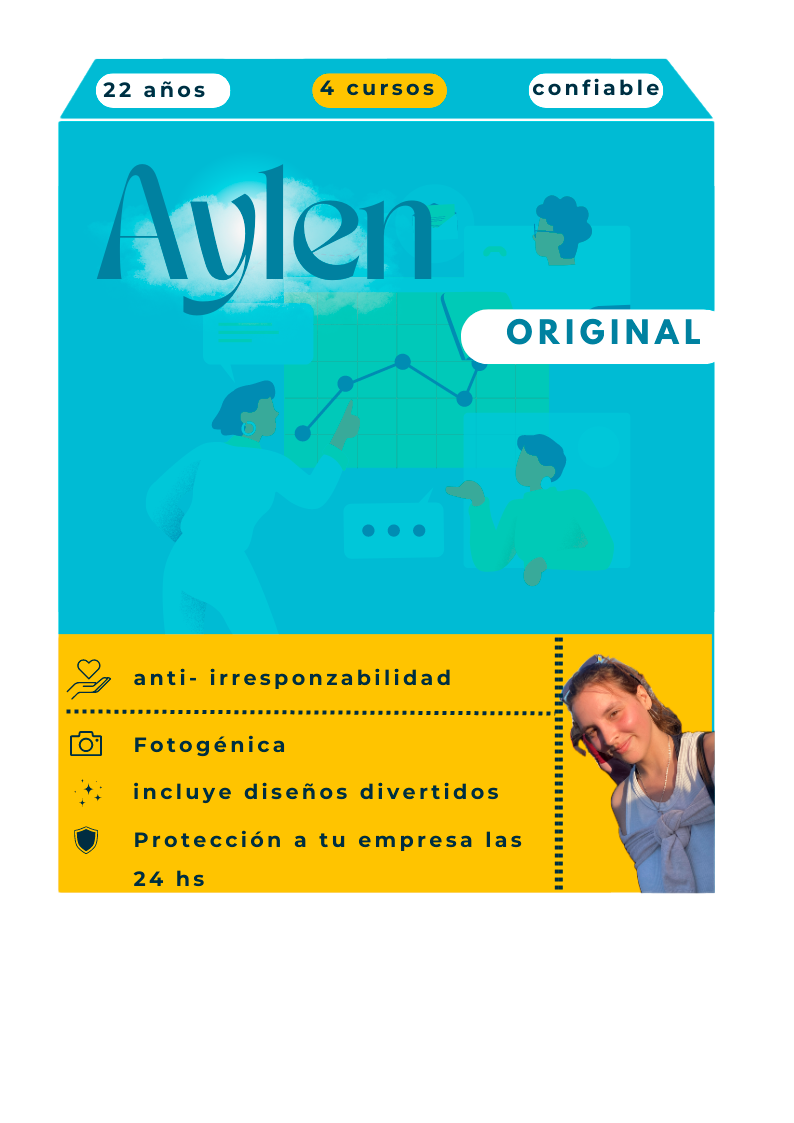 22 años
4 cursos
confiable
Aylen
ORIGINAL
anti- irresponzabilidad
Fotogénica
incluye diseños divertidos
Protección a tu empresa las
24 hs